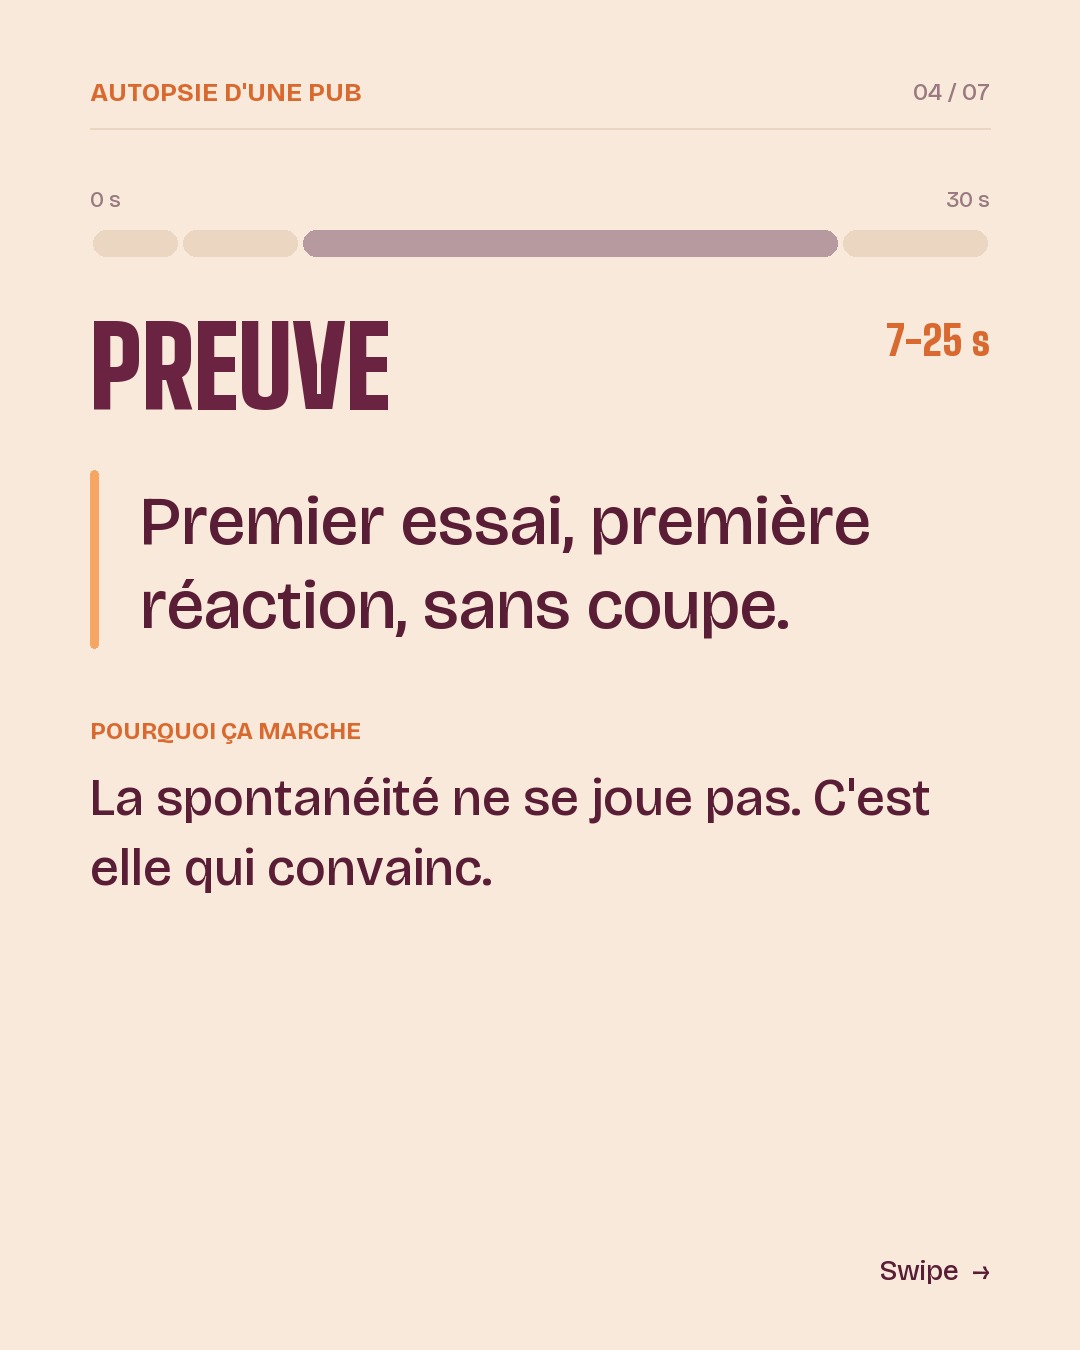 AUTOPSIE D'UNE PUB
04 / 07
0 s
30 s
PREUVE
7–25 s
Premier essai, première
réaction, sans coupe.
POURQUOI ÇA MARCHE
La spontanéité ne se joue pas. C'est
elle qui convainc.
Swipe →